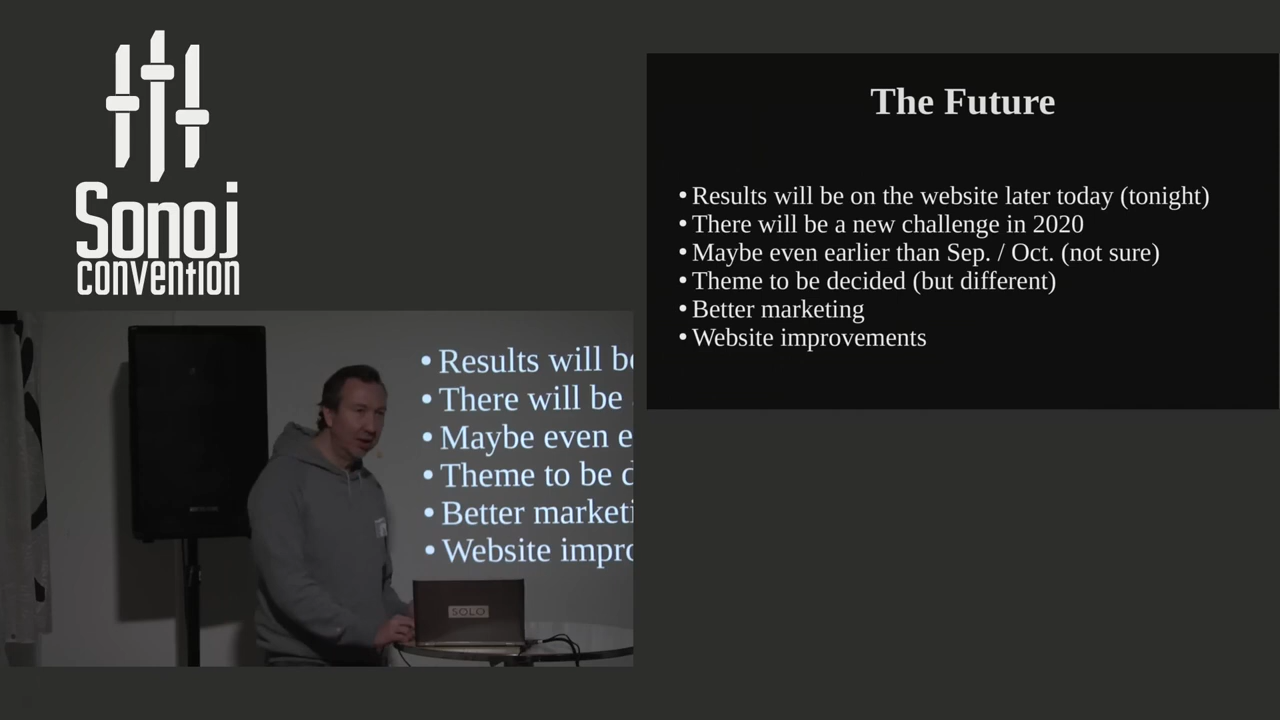 Sonoj
convention
The Future
• Results will be on the website later today (tonight)
• There will be a new challenge in 2020
• Maybe even earlier than Sep. / Oct. (not sure)
• Theme to be decided (but different)
• Better marketing
• Website improvements
• Results will be
• There will be
• Maybe even e
• Theme to be d
• Better marketi
• Website impro
SOLO